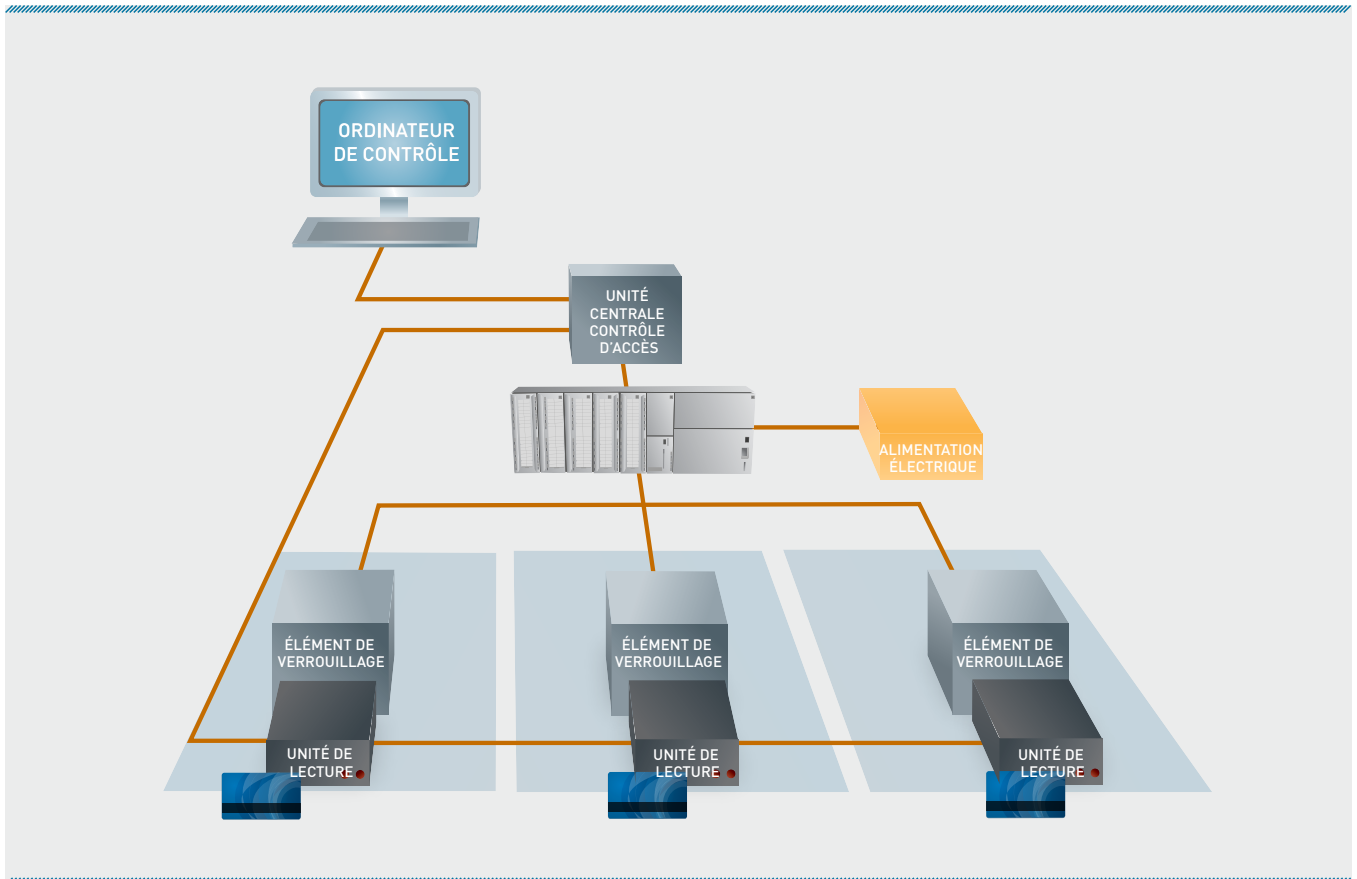 ORDINATEUR
DE CONTRÔLE
UNITÉ
CENTRALE
CONTRÔLE
D'ACCÈS
ALIMENTATION
ÉLECTRIQUE
ÉLÉMENT DE
VERROUILLAGE
ÉLÉMENT DE
VERROUILLAGE
ÉLÉMENT DE
VERROUILLAGE
UNITÉ DE
LECTURE
UNITÉ DE
LECTURE
UNITÉ DE
LECTURE